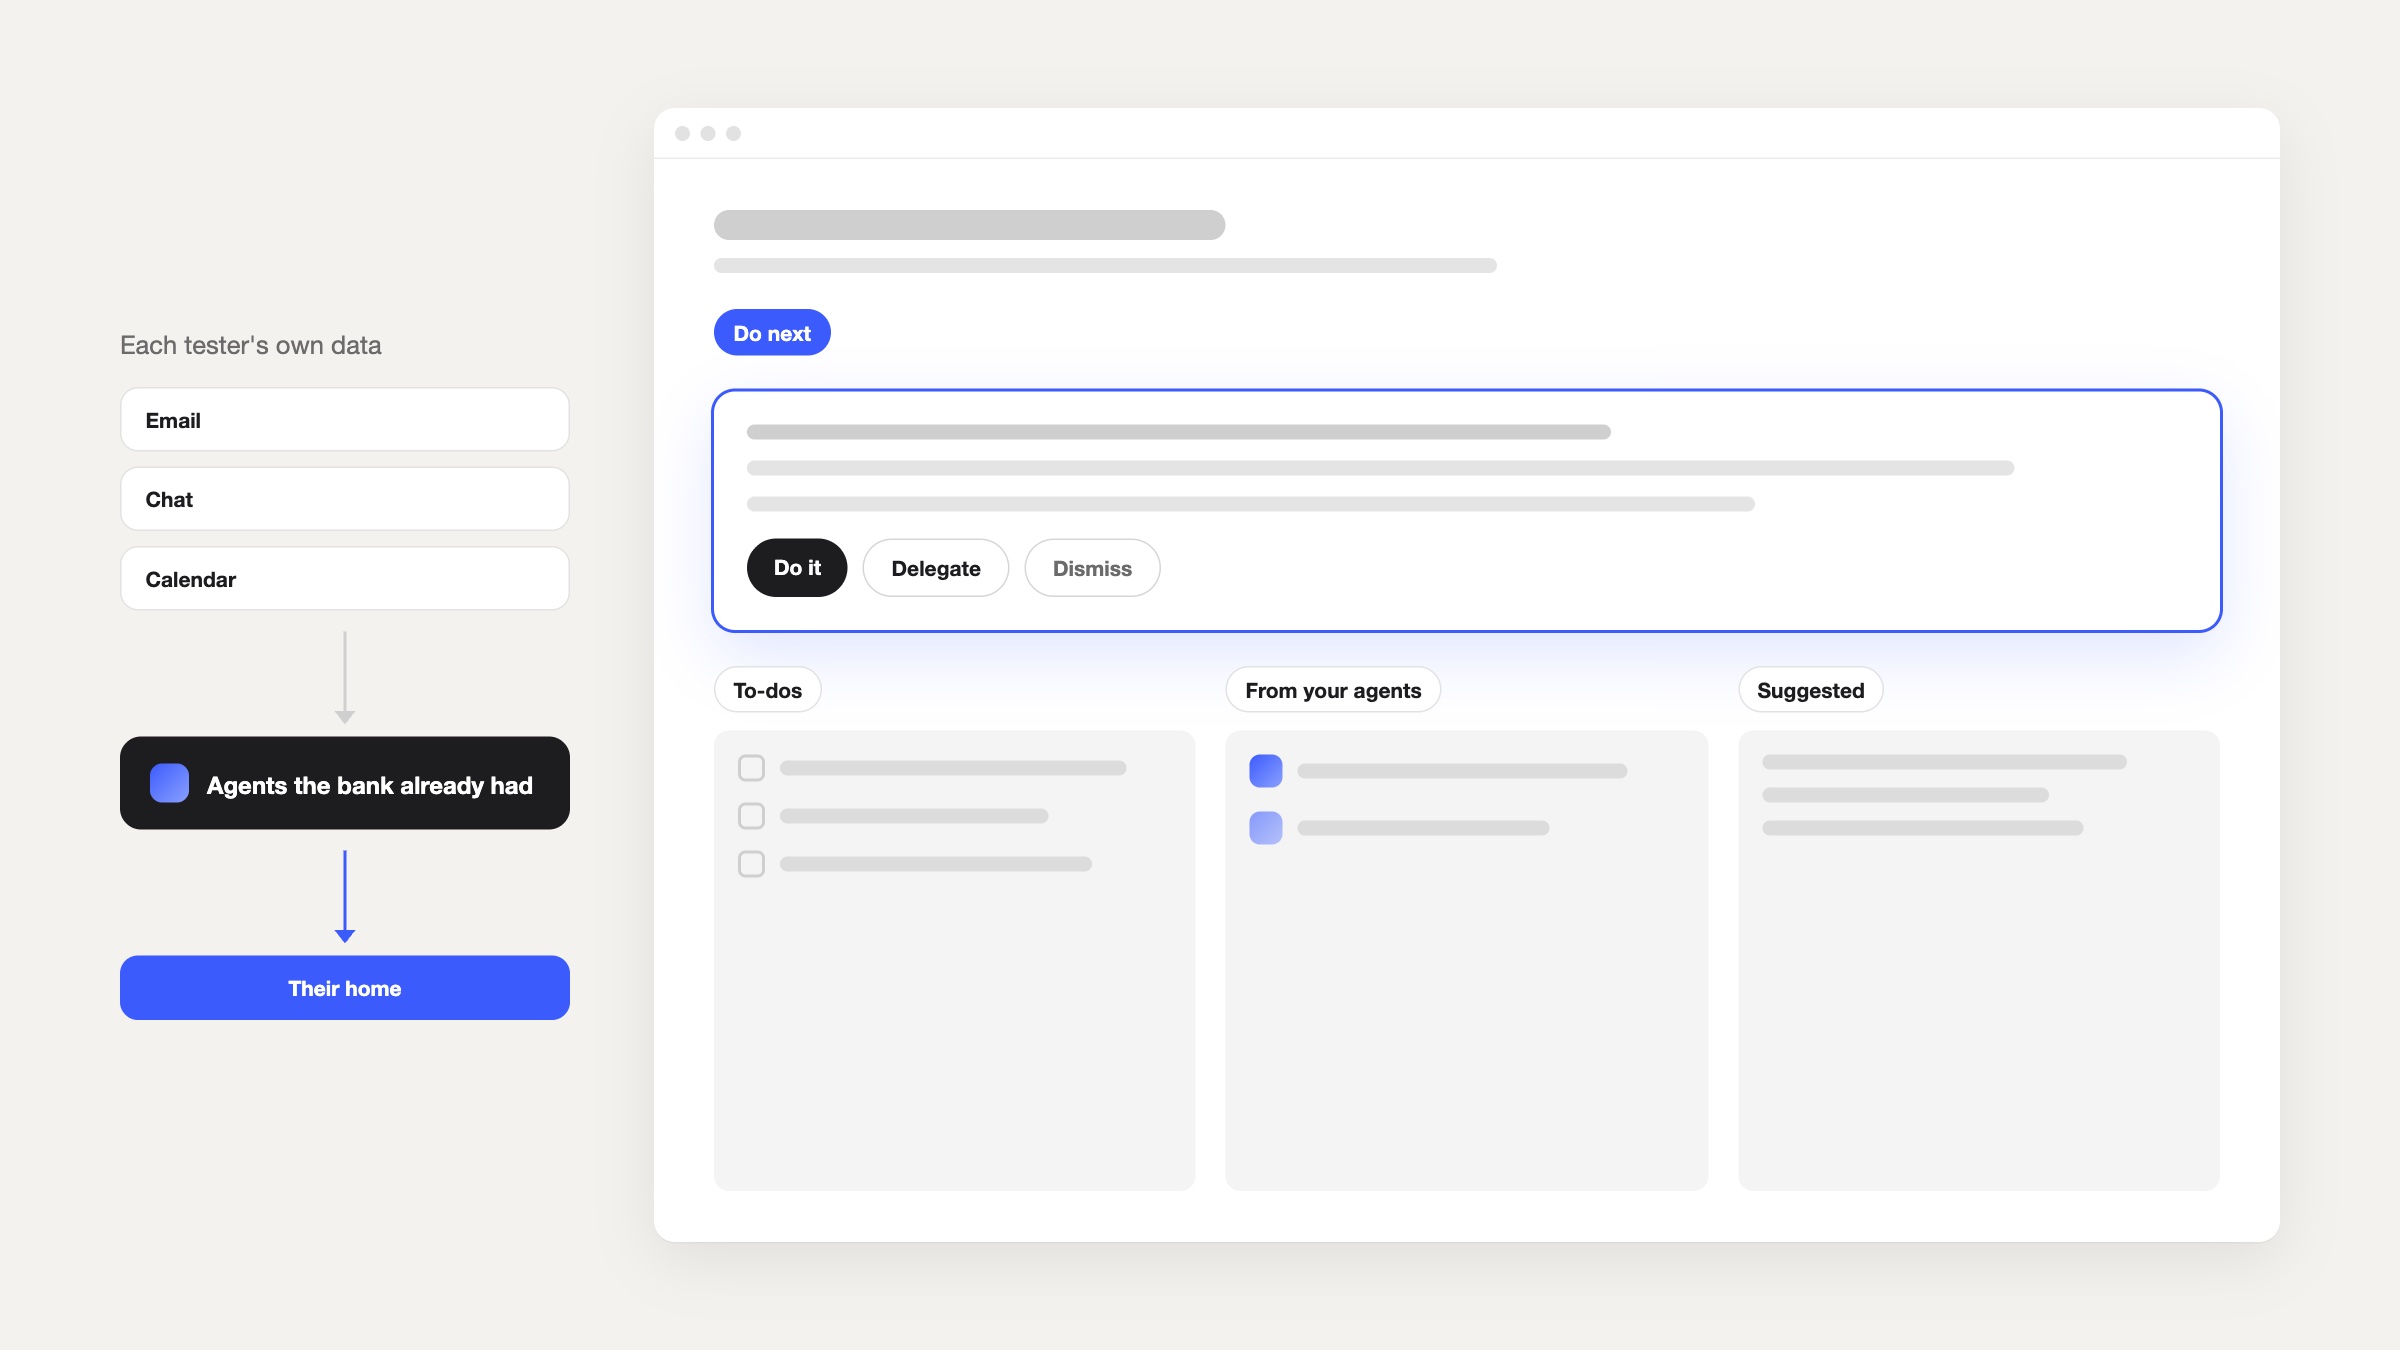 Each tester's own data
Email
Chat
Calendar
Agents the bank already had
Their home
Do next
Do it
Delegate
Dismiss
To-dos
From your agents
Suggested